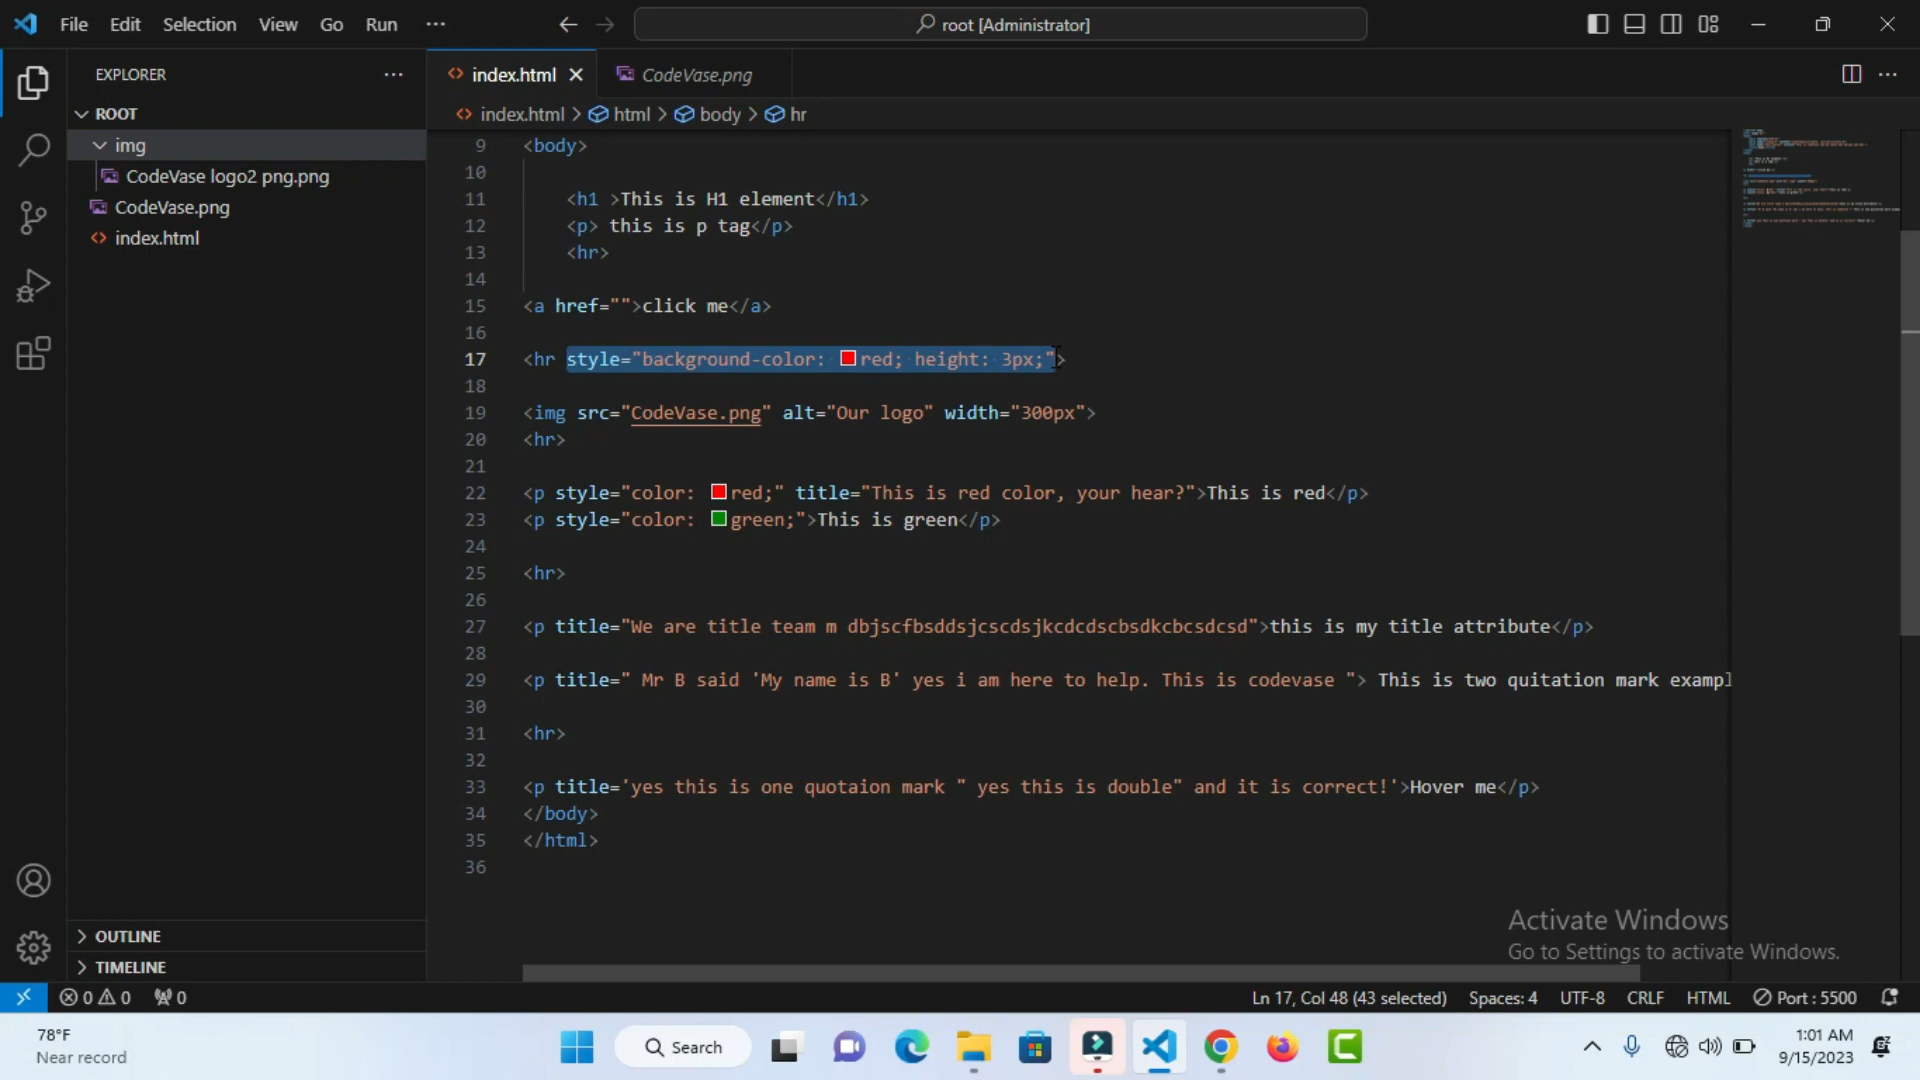 File Edit Selection View Go Run ··· root [Administrator]
EXPLORER ···
index.html
CodeVase.png
ROOT
index.html > html > body > hr
img
CodeVase logo2 png.png
CodeVase.png
index.html
9 <body>
10
11 <h1 >This is H1 element</h1>
12 <p> this is p tag</p>
13 <hr>
14
15 <a href="">click me</a>
16
17 <hr style="background-color: red; height: 3px;">
18
19 <img src="CodeVase.png" alt="Our logo" width="300px">
20 <hr>
21
22 <p style="color: red;" title="This is red color, your hear?">This is red</p>
23 <p style="color: green;">This is green</p>
24
25 <hr>
26
27 <p title="We are title team m dbjscfbsddsjcscdsjkcdcdscbsdkcbcsdcsd">this is my title attribute</p>
28
29 <p title=" Mr B said 'My name is B' yes i am here to help. This is codevase "> This is two quitation mark exampl
30
31 <hr>
32
33 <p title='yes this is one quotaion mark " yes this is double" and it is correct!'>Hover me</p>
34 </body>
35 </html>
36
Activate Windows
Go to Settings to activate Windows.
OUTLINE
TIMELINE
0 0 0 Ln 17, Col 48 (43 selected) Spaces: 4 UTF-8 CRLF HTML Port : 5500
78°F
Near record
Search
1:01 AM
9/15/2023